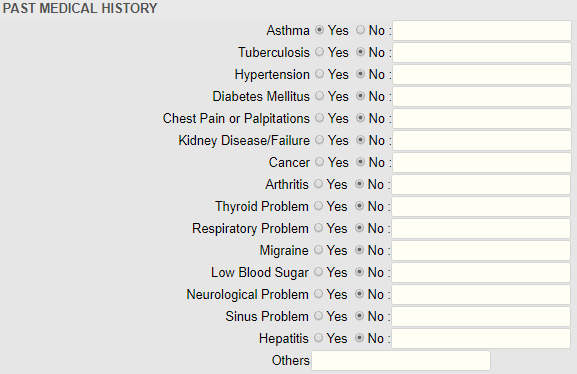 PAST MEDICAL HISTORY
Asthma Yes No :
Tuberculosis Yes No :
Hypertension Yes No :
Diabetes Mellitus Yes No :
Chest Pain or Palpitations Yes No :
Kidney Disease/Failure Yes No :
Cancer Yes No :
Arthritis Yes No :
Thyroid Problem Yes No :
Respiratory Problem Yes No :
Migraine Yes No :
Low Blood Sugar Yes No :
Neurological Problem Yes No :
Sinus Problem Yes No :
Hepatitis Yes No :
Others